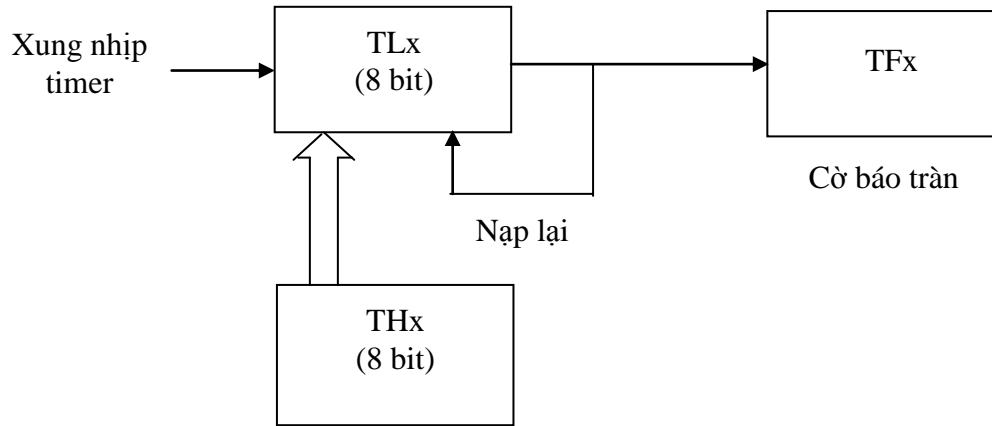 Xung nhịp
timer
TLx
(8 bit)
TFx
Cờ báo tràn
Nạp lại
THx
(8 bit)